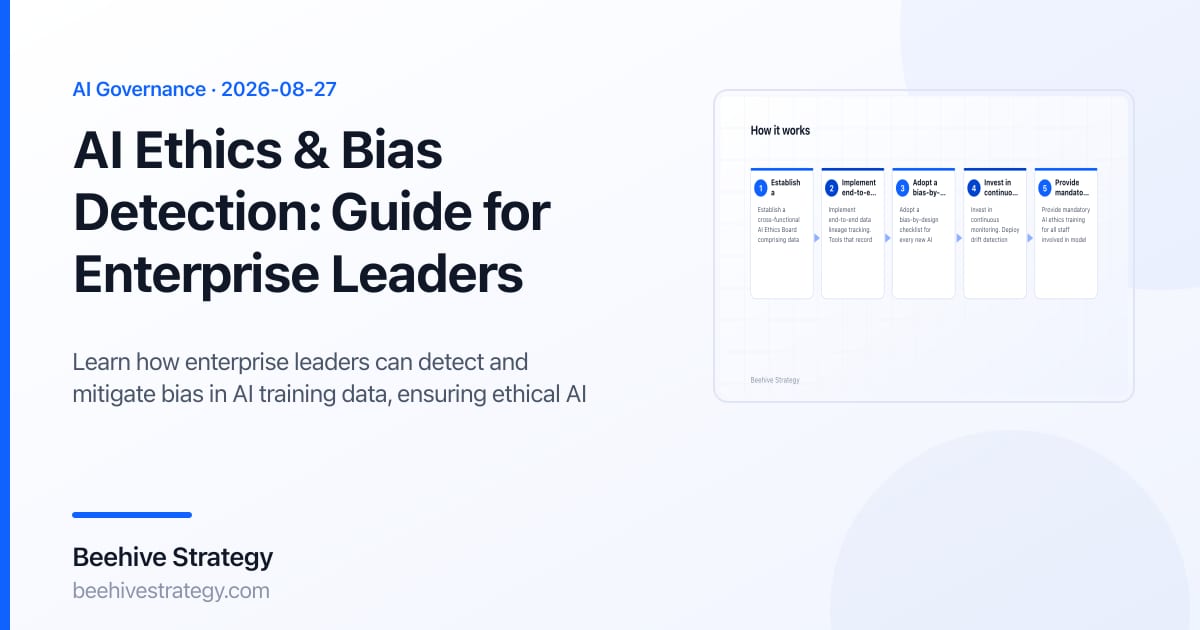 AI Governance · 2026-08-27
AI Ethics & Bias
Detection: Guide for
Enterprise Leaders
Learn how enterprise leaders can detect and
mitigate bias in AI training data, ensuring ethical AI
Beehive Strategy
beehivestrategy.com
How it works
1
Establish
a
Establish a
cross-functional
AI Ethics Board
comprising data
2
Implement
end-to-e...
Implement
end-to-end data
lineage tracking.
Tools that record
3
Adopt a
bias-by-...
Adopt a
bias-by-design
checklist for
every new AI
4
Invest in
continuo...
Invest in
continuous
monitoring. Deploy
drift detection
5
Provide
mandato...
Provide mandatory
AI ethics training
for all staff
involved in model
Beehive Strategy